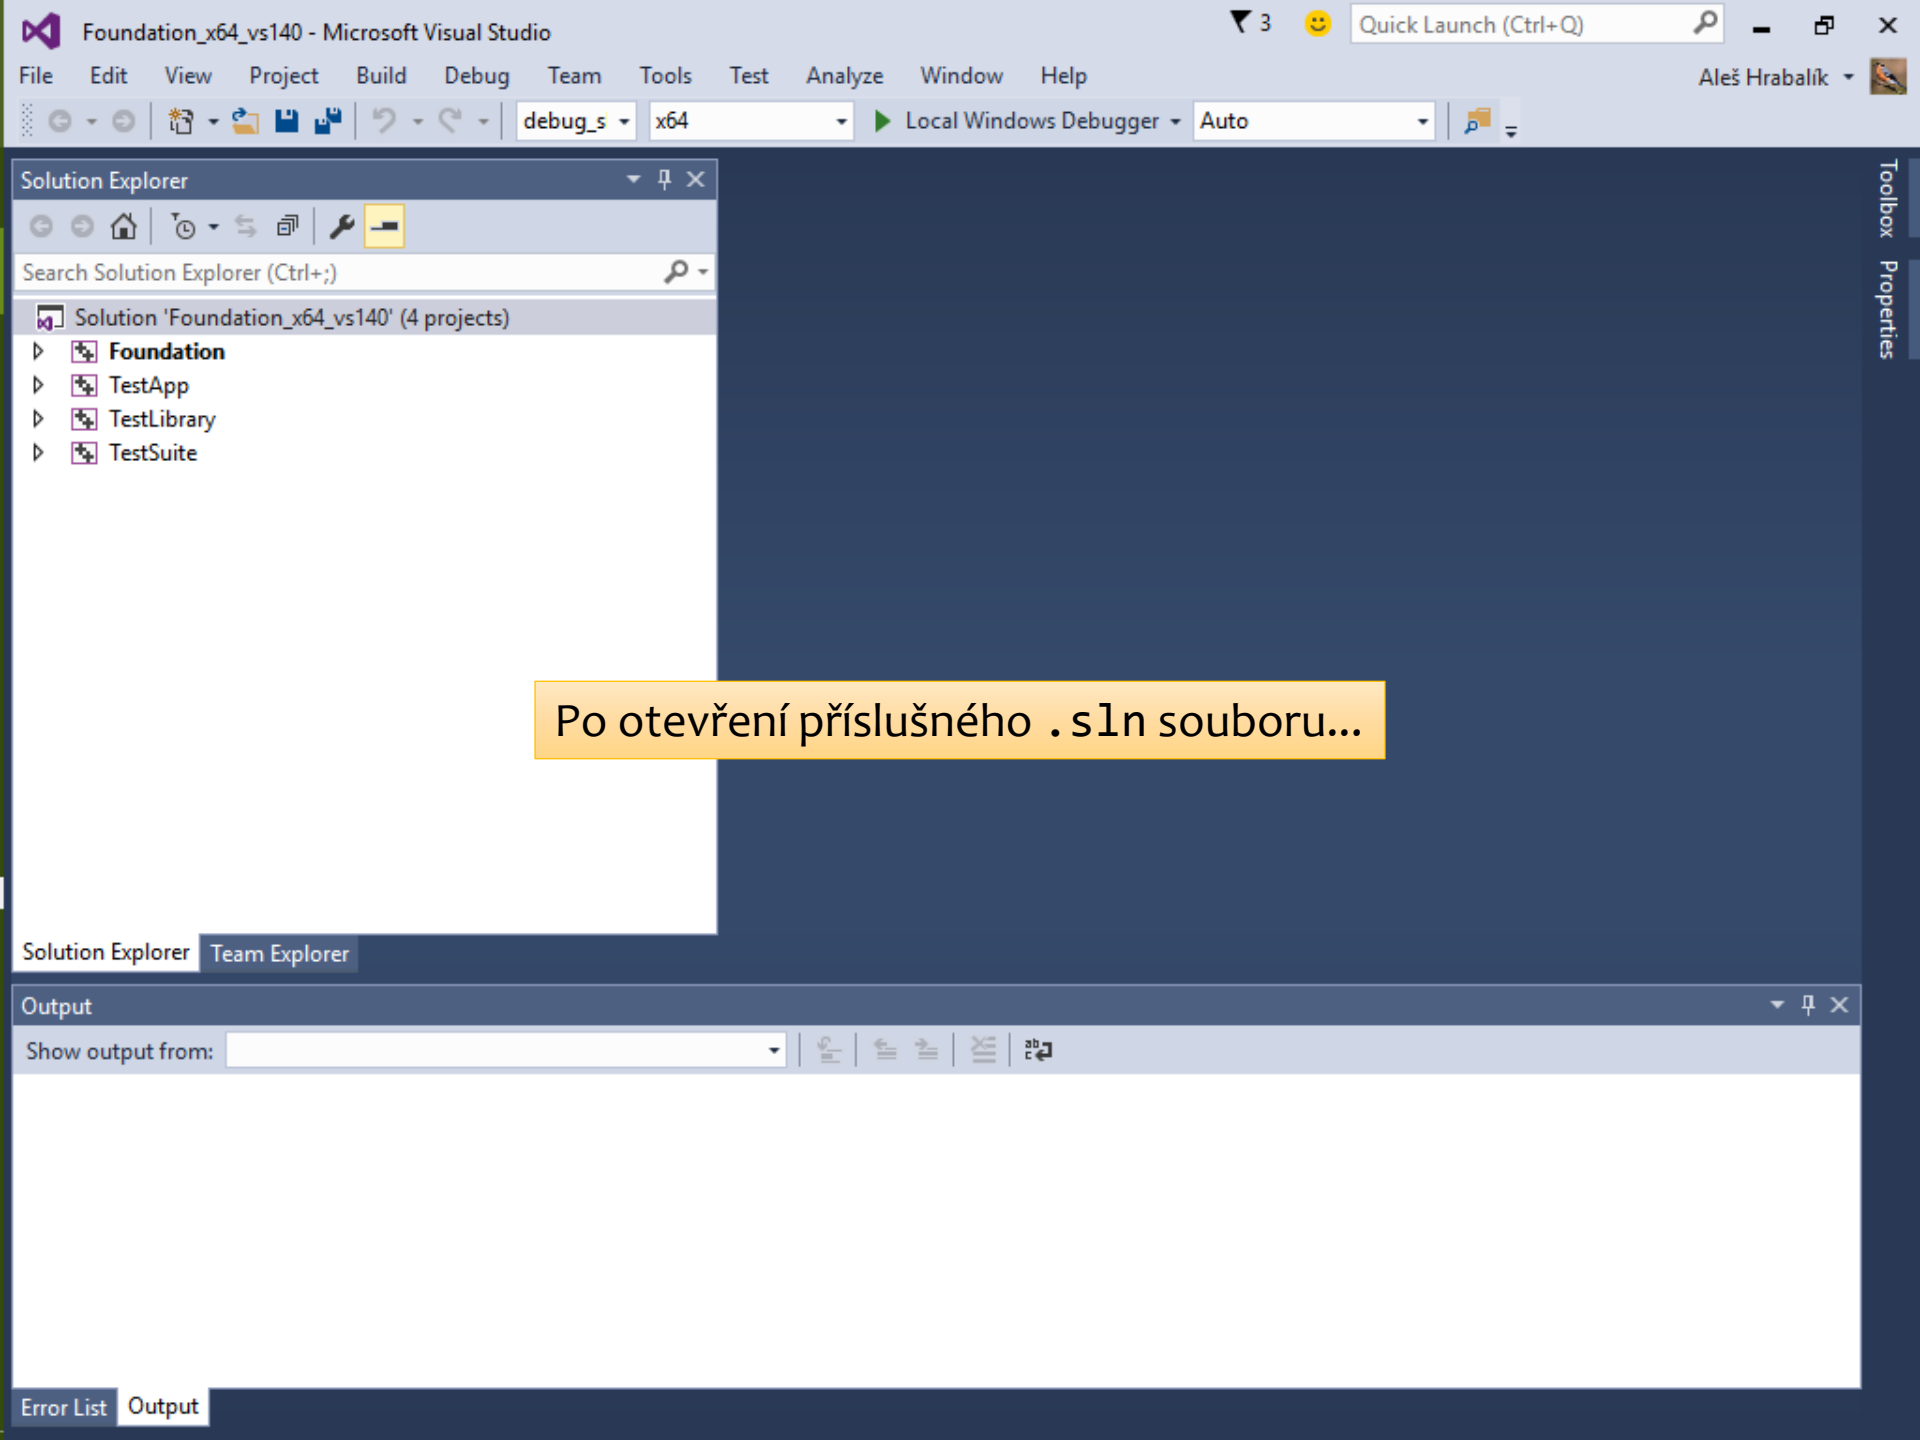 Foundation_x64_vs140 - Microsoft Visual Studio
3
Quick Launch (Ctrl+Q)
File Edit View Project Build Debug Team Tools Test Analyze Window Help
Aleš Hrabalík
debug_s x64 Local Windows Debugger Auto
Solution Explorer
Search Solution Explorer (Ctrl+;)
Solution 'Foundation_x64_vs140' (4 projects)
Foundation
TestApp
TestLibrary
TestSuite
Toolbox
Properties
Po otevření příslušného .sln souboru...
Solution Explorer Team Explorer
Output
Show output from:
Error List Output